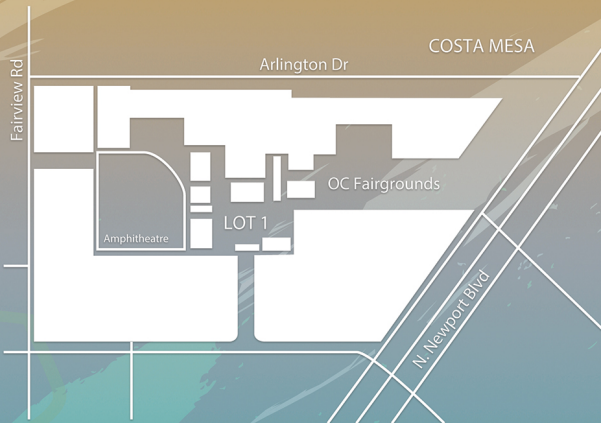 COSTA MESA
Arlington Dr
Fairview Rd
OC Fairgrounds
LOT 1
Amphitheatre
N. Newport Blvd